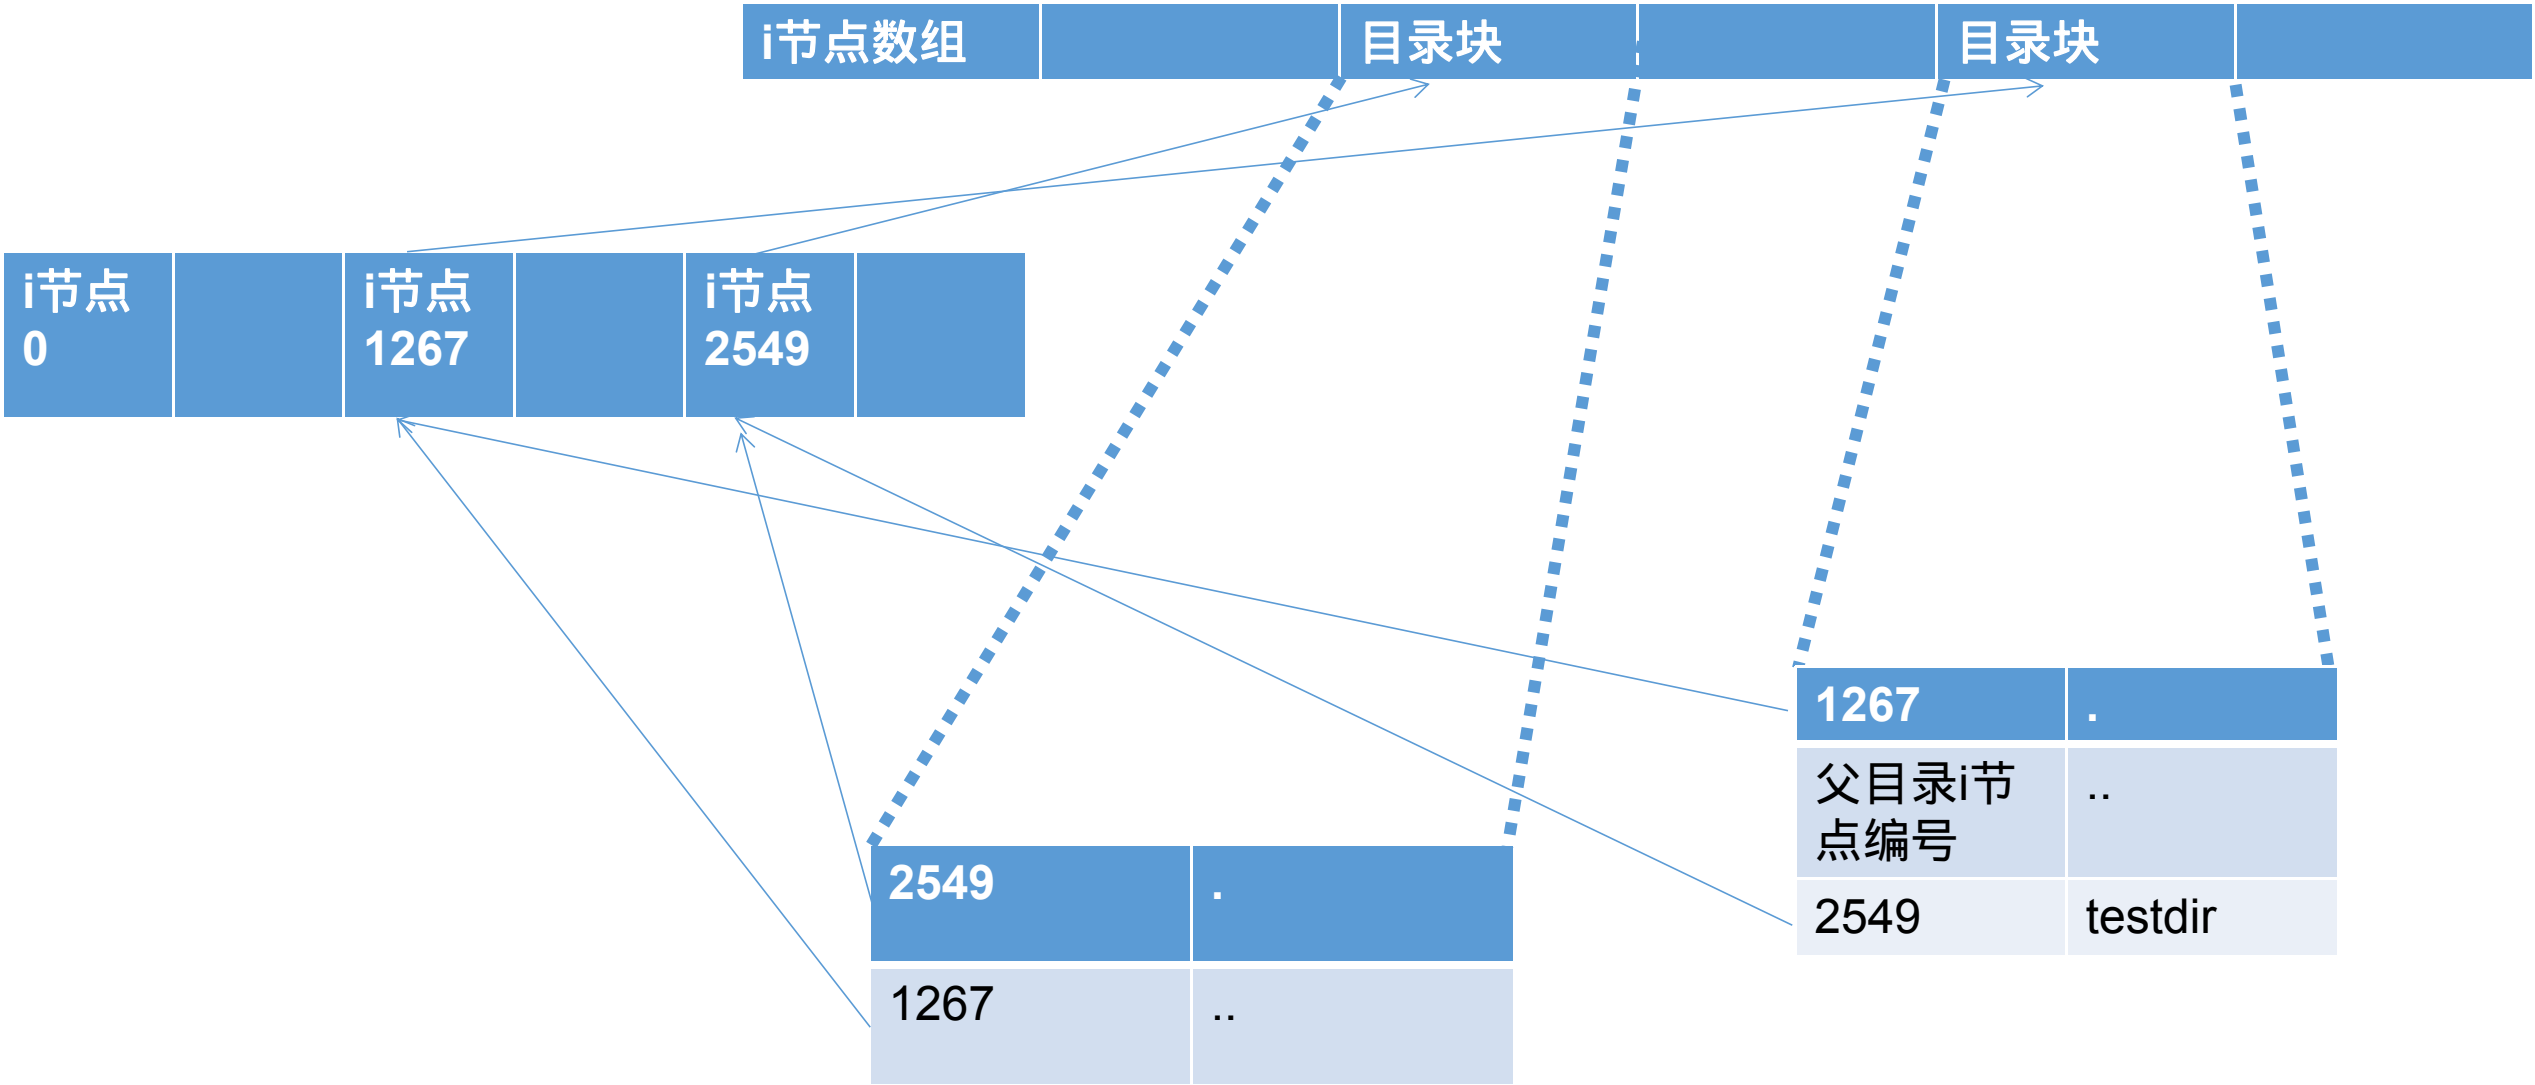 i节点数组
目录块
目录块
i节点
0
i节点
1267
i节点
2549
1267
.
父目录i节
点编号
..
2549
testdir
2549
.
1267
..